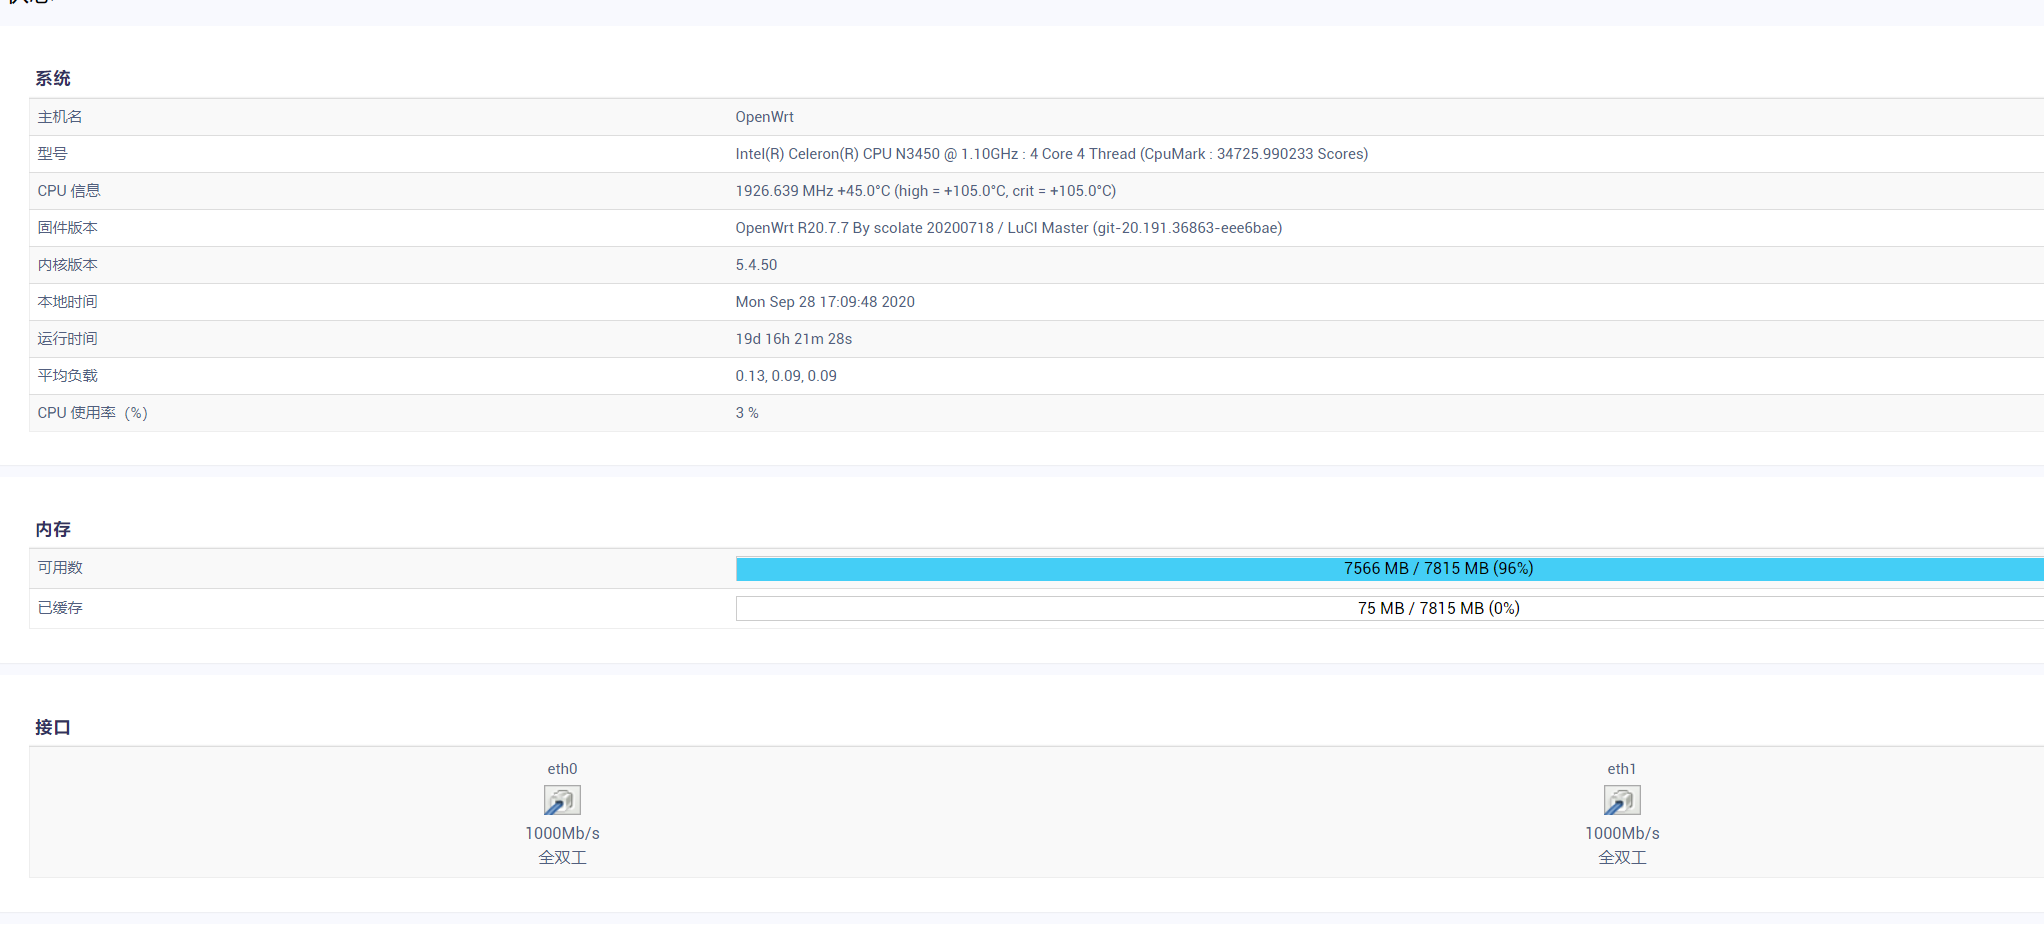 系统
主机名 OpenWrt
型号 Intel(R) Celeron(R) CPU N3450 @ 1.10GHz : 4 Core 4 Thread (CpuMark : 34725.990233 Scores)
CPU 信息 1926.639 MHz +45.0°C (high = +105.0°C, crit = +105.0°C)
固件版本 OpenWrt R20.7.7 By scolate 20200718 / LuCI Master (git-20.191.36863-eee6bae)
内核版本 5.4.50
本地时间 Mon Sep 28 17:09:48 2020
运行时间 19d 16h 21m 28s
平均负载 0.13, 0.09, 0.09
CPU 使用率（%） 3 %
内存
可用数 7566 MB / 7815 MB (96%)
已缓存 75 MB / 7815 MB (0%)
接口
eth0 eth1
1000Mb/s 1000Mb/s
全双工 全双工